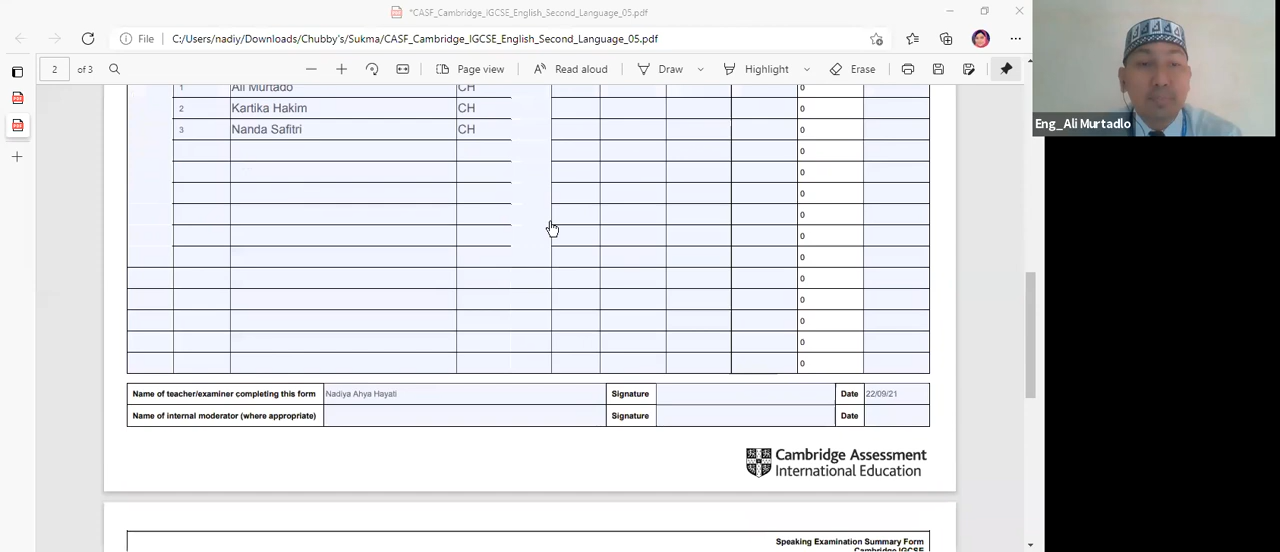 *CASF_Cambridge_iGCSE_English_Second_Language_05.pdf
File C:/Users/nadiy/Downloads/Chubby's/Sukma/CASF_Cambridge_iGCSE_English_Second_Language_05.pdf
2 of 3 Page view Read aloud Draw Highlight Erase
1 Ali Murtado CH 0
2 Kartika Hakim CH 0
3 Nanda Safitri CH 0
0
0
0
0
0
0
0
0
0
0
0
Name of teacher/examiner completing this form Nadiya Ahya Hayati Signature Date 22/09/21
Name of internal moderator (where appropriate) Signature Date
Cambridge Assessment
International Education
Speaking Examination Summary Form
Cambridge IGCSE
Eng_Ali Murtadlo